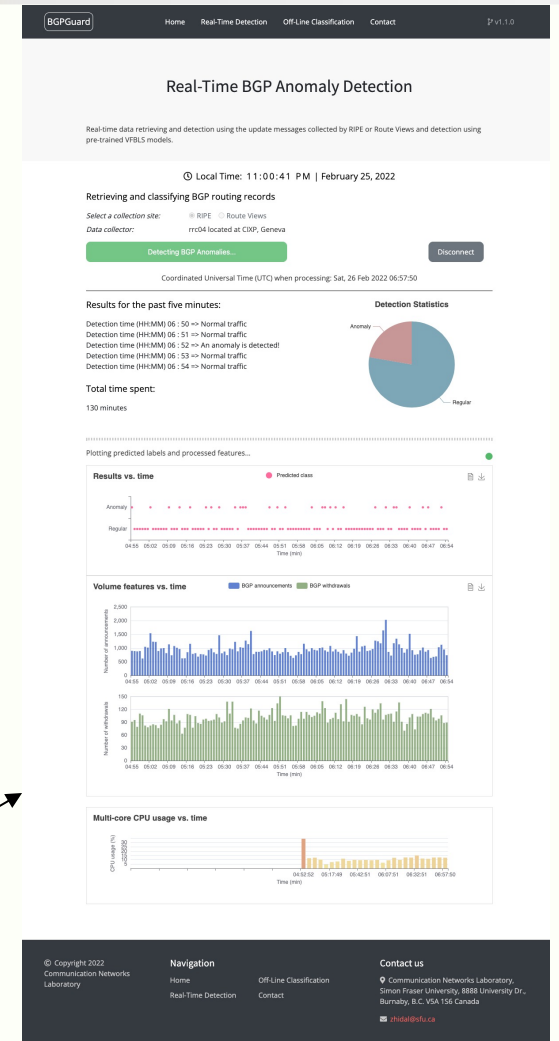 BGPGuard
Home Real-Time Detection Off-Line Classification Contact
v1.1.0
Real-Time BGP Anomaly Detection
Real-time data retrieving and detection using the update messages collected by RIPE or Route Views and detection using
pre-trained VFBLS models.
Local Time: 11:00:41 PM | February 25, 2022
Retrieving and classifying BGP routing records
Select a collection site: RIPE Route Views
Data collector: rrc04 located at CIXP, Geneva
Detecting BGP Anomalies...
Disconnect
Coordinated Universal Time (UTC) when processing: Sat, 26 Feb 2022 06:57:50
Results for the past five minutes:
Detection time (HH:MM) 06 : 50 => Normal traffic
Detection time (HH:MM) 06 : 51 => Normal traffic
Detection time (HH:MM) 06 : 52 => An anomaly is detected!
Detection time (HH:MM) 06 : 53 => Normal traffic
Detection time (HH:MM) 06 : 54 => Normal traffic
Total time spent:
130 minutes
Detection Statistics
Anomaly
Regular
Plotting predicted labels and processed features...
Results vs. time
Predicted class
Anomaly
Regular
04:55 05:02 05:09 05:16 05:23 05:30 05:37 05:44 05:51 05:58 06:05 06:12 06:19 06:26 06:33 06:40 06:47 06:54
Time (min)
Volume features vs. time
BGP announcements BGP withdrawals
Number of announcements
2,500
2,000
1,500
1,000
500
0
04:55 05:02 05:09 05:16 05:23 05:30 05:37 05:44 05:51 05:58 06:05 06:12 06:19 06:26 06:33 06:40 06:47 06:54
Time (min)
Number of withdrawals
150
120
90
60
30
0
04:55 05:02 05:09 05:16 05:23 05:30 05:37 05:44 05:51 05:58 06:05 06:12 06:19 06:26 06:33 06:40 06:47 06:54
Time (min)
Multi-core CPU usage vs. time
CPU usage (%)
04:52:52 05:17:49 05:42:51 06:07:51 06:32:51 06:57:50
Time (min)
© Copyright 2022
Communication Networks
Laboratory
Navigation
Home Off-Line Classification
Real-Time Detection Contact
Contact us
Communication Networks Laboratory,
Simon Fraser University, 8888 University Dr.,
Burnaby, B.C. V5A 1S6 Canada
zhidal@sfu.ca